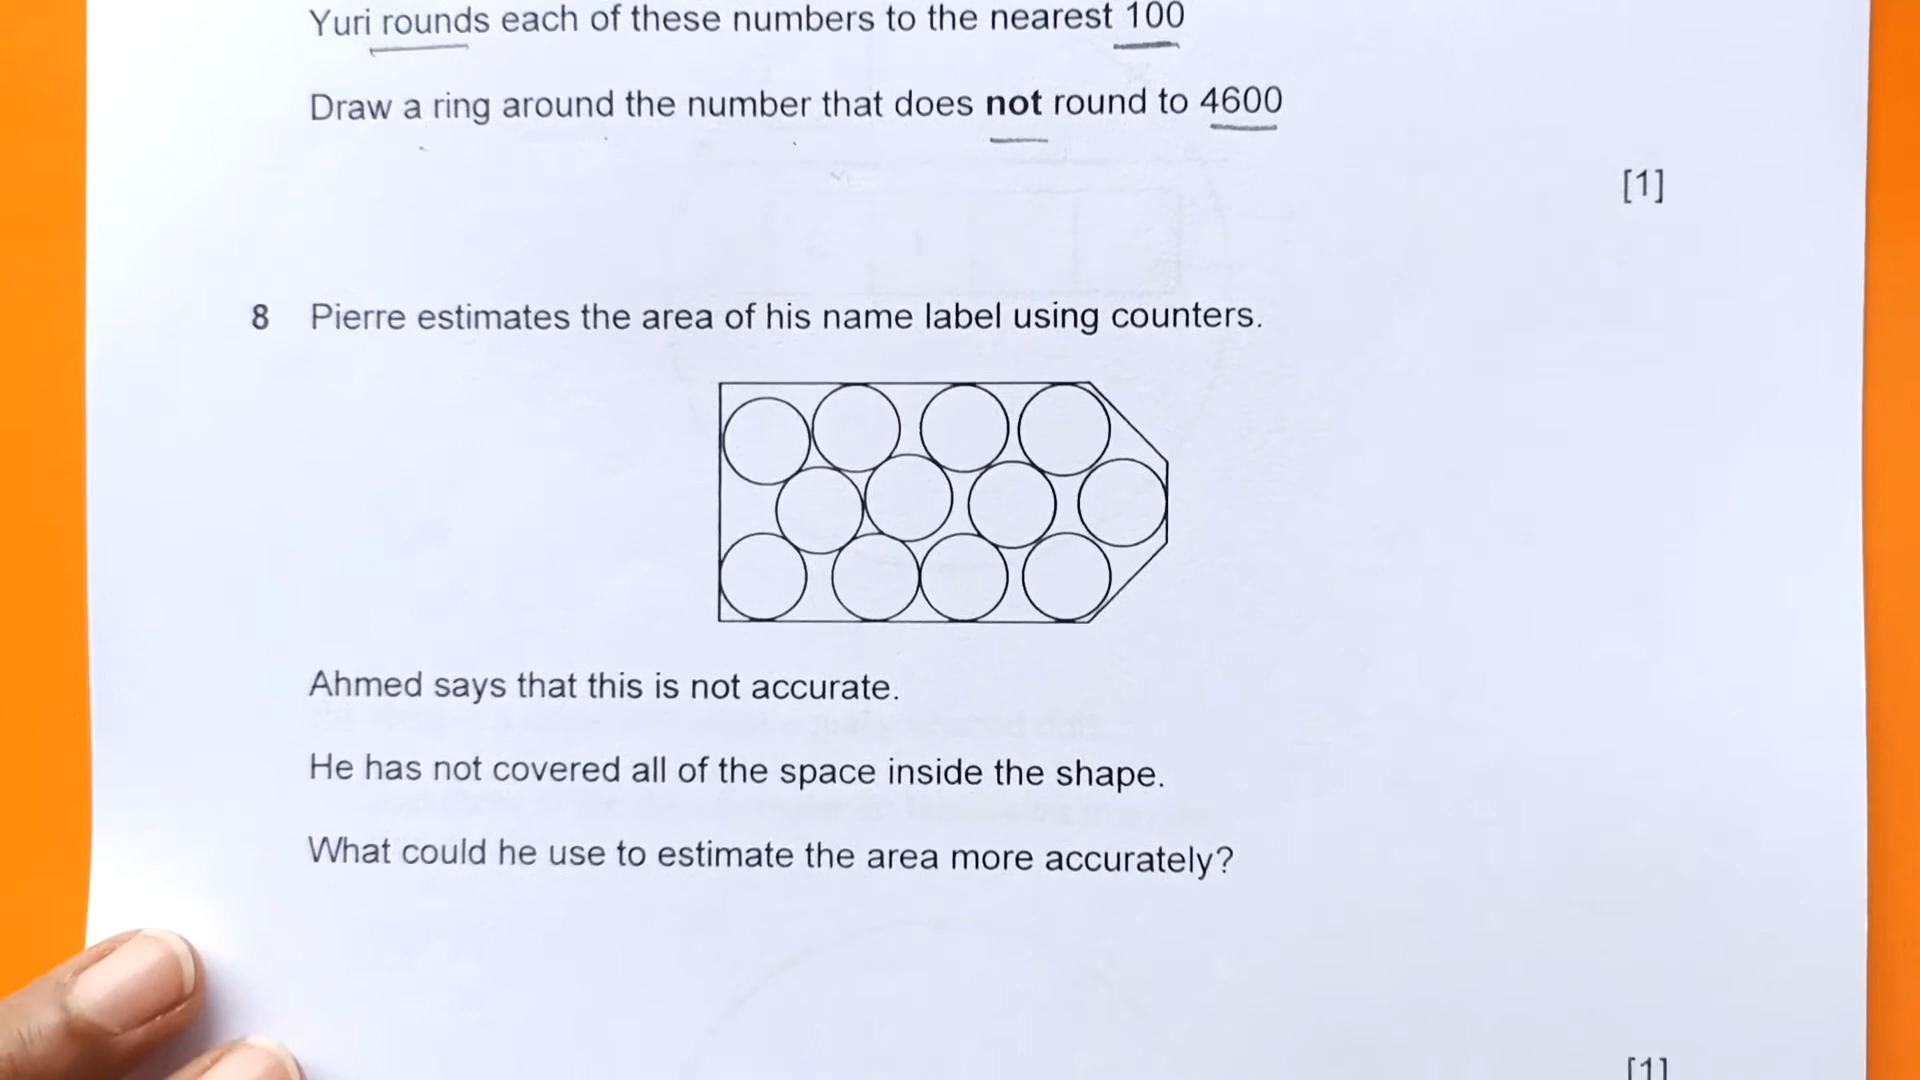 Yuri rounds each of these numbers to the nearest 100
Draw a ring around the number that does not round to 4600
[1]
8 Pierre estimates the area of his name label using counters.
Ahmed says that this is not accurate.
He has not covered all of the space inside the shape.
What could he use to estimate the area more accurately?
[1]